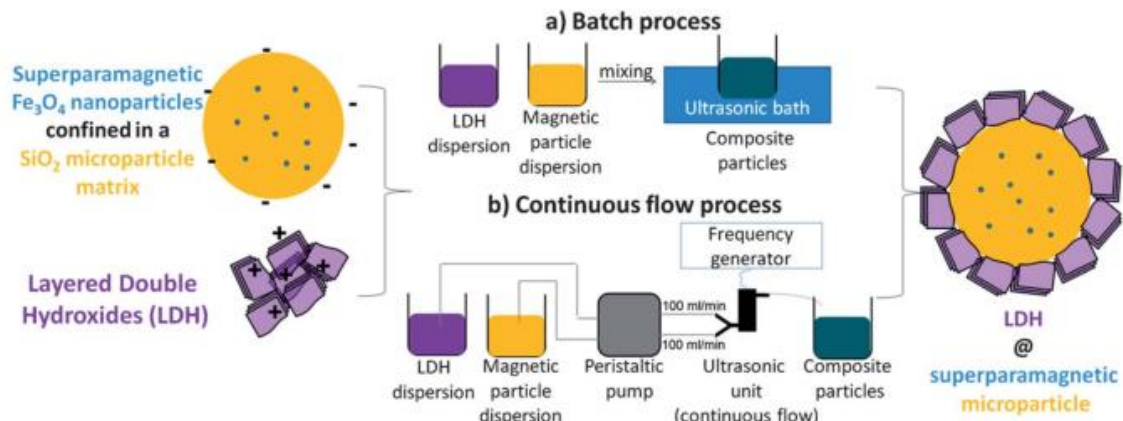 Superparamagnetic
Fe3O4 nanoparticles
confined in a
SiO2 microparticle
matrix
Layered Double
Hydroxides (LDH)
a) Batch process
mixing
Ultrasonic bath
LDH
dispersion
Magnetic
particle
dispersion
Composite
particles
b) Continuous flow process
Frequency
generator
100 ml/min
100 ml/min
LDH
dispersion
Magnetic
particle
dispersion
Peristaltic
pump
Ultrasonic
unit
(continuous flow)
Composite
particles
LDH
@
superparamagnetic
microparticle